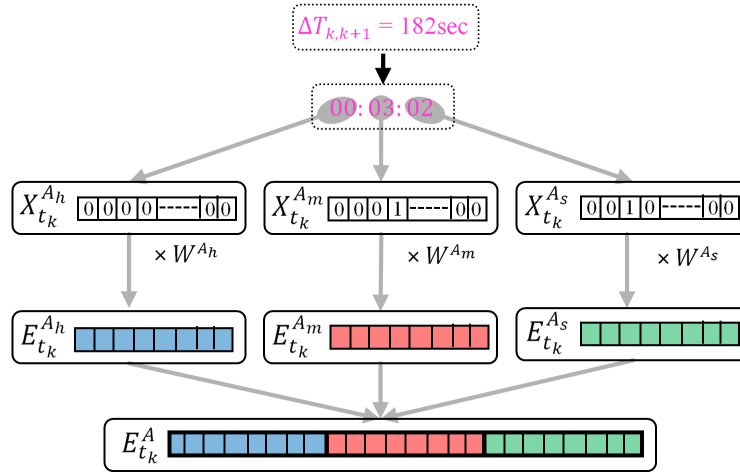 ΔT_{k,k+1} = 182sec
00: 03: 02
X_{t_k}^{A_h} 0 0 0 0 ----- 0 0
X_{t_k}^{A_m} 0 0 0 1 ----- 0 0
X_{t_k}^{A_s} 0 0 1 0 ----- 0 0
× W^{A_h}
× W^{A_m}
× W^{A_s}
E_{t_k}^{A_h}
E_{t_k}^{A_m}
E_{t_k}^{A_s}
E_{t_k}^{A}